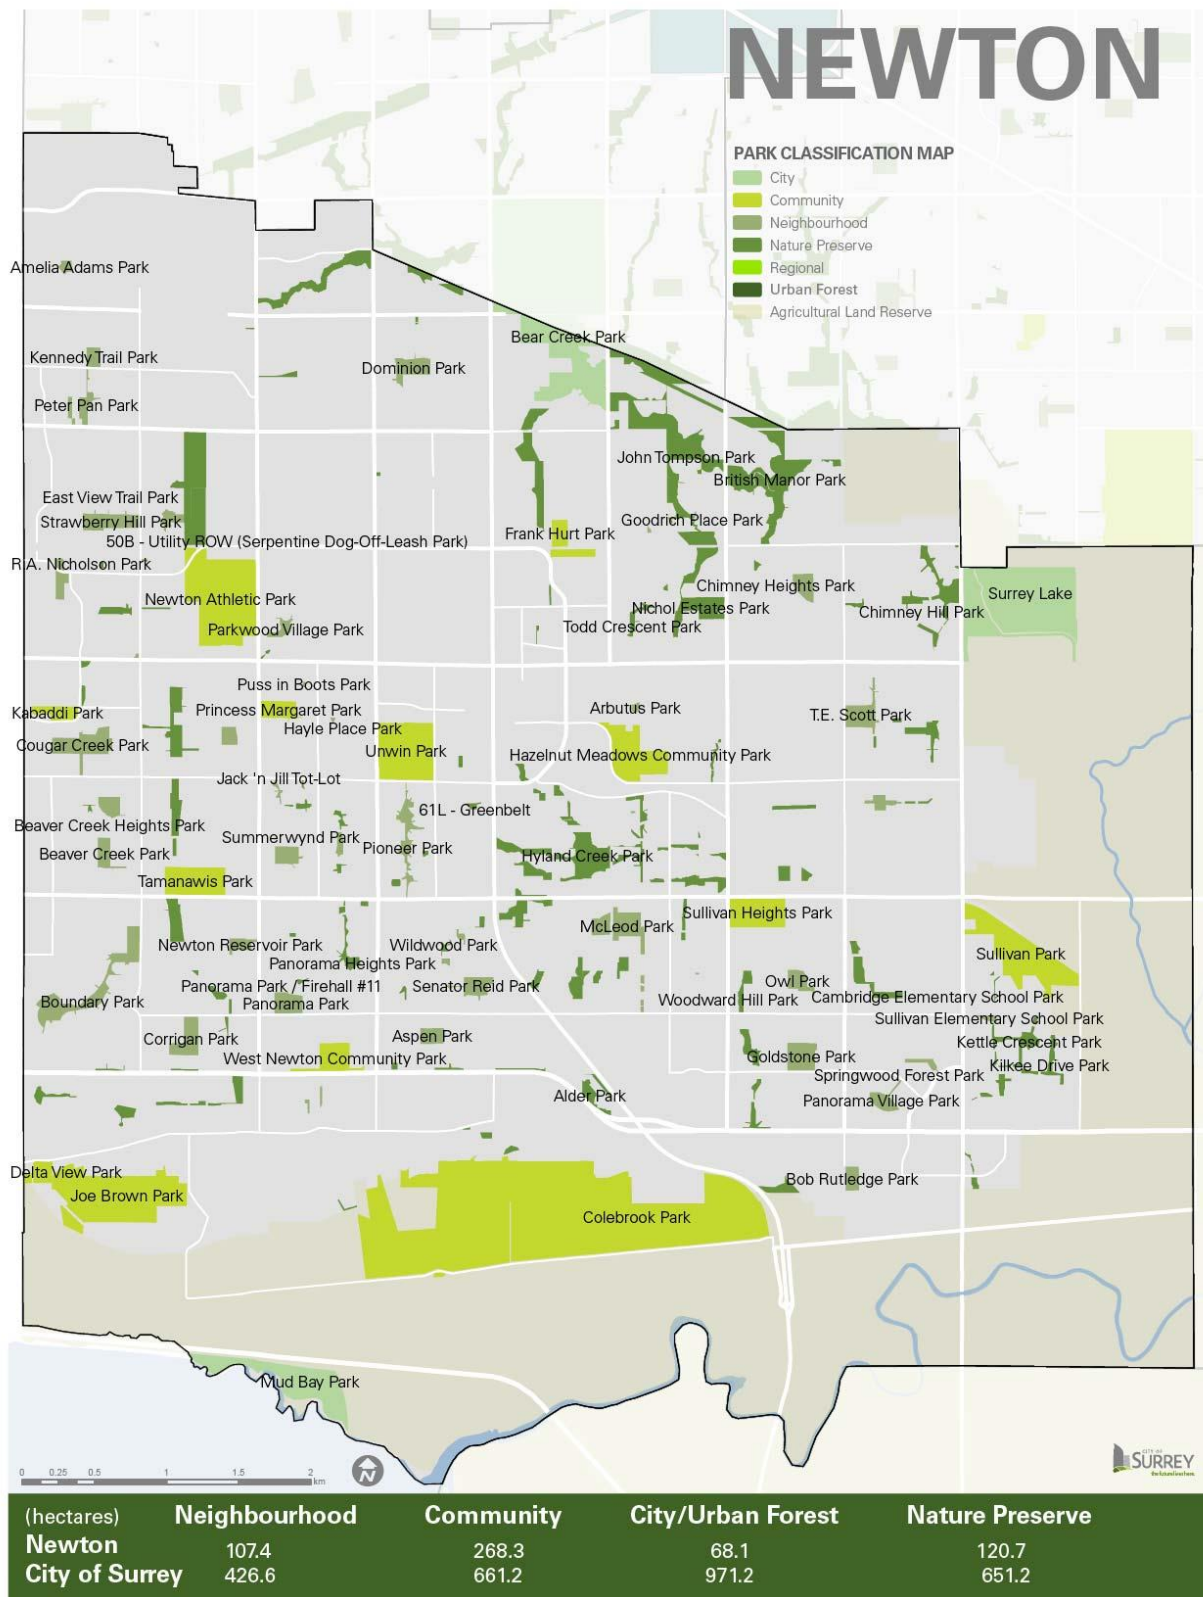 NEWTON
PARK CLASSIFICATION MAP
City
Community
Neighbourhood
Nature Preserve
Regional
Urban Forest
Agricultural Land Reserve
Amelia Adams Park
Bear Creek Park
Kennedy Trail Park
Dominion Park
Peter Pan Park
John Tompson Park
British Manor Park
East View Trail Park
Strawberry Hill Park
Goodrich Place Park
Frank Hurt Park
50B - Utility ROW (Serpentine Dog-Off-Leash Park)
R.A. Nicholson Park
Chimney Heights Park
Surrey Lake
Newton Athletic Park
Nichol Estates Park
Chimney Hill Park
Parkwood Village Park
Todd Crescent Park
Puss in Boots Park
Kabaddi Park
Princess Margaret Park
Arbutus Park
T.E. Scott Park
Hayle Place Park
Cougar Creek Park
Unwin Park
Hazelnut Meadows Community Park
Jack 'n Jill Tot-Lot
61L - Greenbelt
Beaver Creek Heights Park
Summerwynd Park
Pioneer Park
Beaver Creek Park
Hyland Creek Park
Tamanawis Park
Sullivan Heights Park
McLeod Park
Newton Reservoir Park
Wildwood Park
Sullivan Park
Panorama Heights Park
Owl Park
Panorama Park / Firehall #11
Senator Reid Park
Boundary Park
Panorama Park
Woodward Hill Park
Cambridge Elementary School Park
Sullivan Elementary School Park
Corrigan Park
Aspen Park
Kettle Crescent Park
West Newton Community Park
Goldstone Park
Kilkee Drive Park
Springwood Forest Park
Alder Park
Panorama Village Park
Delta View Park
Joe Brown Park
Bob Rutledge Park
Colebrook Park
Mud Bay Park
0 0.25 0.5 1 1.5 2
km
N
CITY OF
SURREY
the future lives here.
(hectares) Neighbourhood Community City/Urban Forest Nature Preserve
Newton 107.4 268.3 68.1 120.7
City of Surrey 426.6 661.2 971.2 651.2